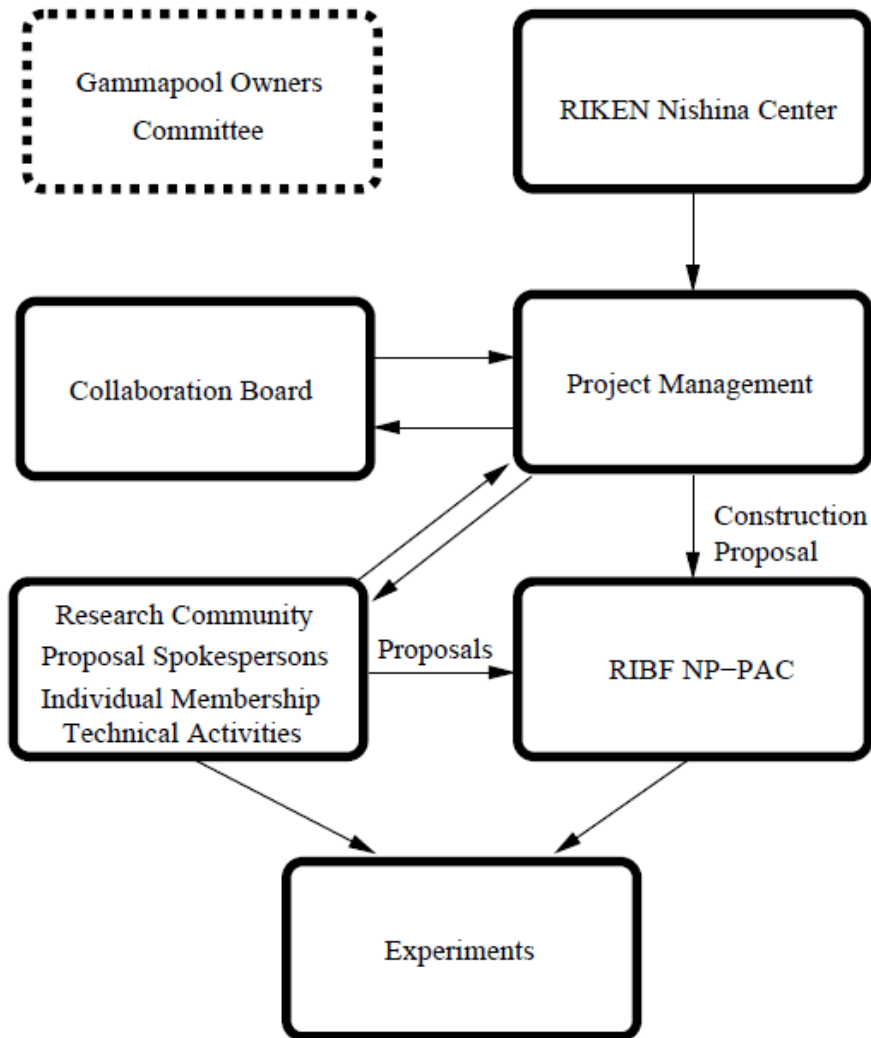 Gammapool Owners
Committee
RIKEN Nishina Center
Collaboration Board
Project Management
Construction
Proposal
Research Community
Proposal Spokespersons
Individual Membership
Technical Activities
Proposals
RIBF NP−PAC
Experiments